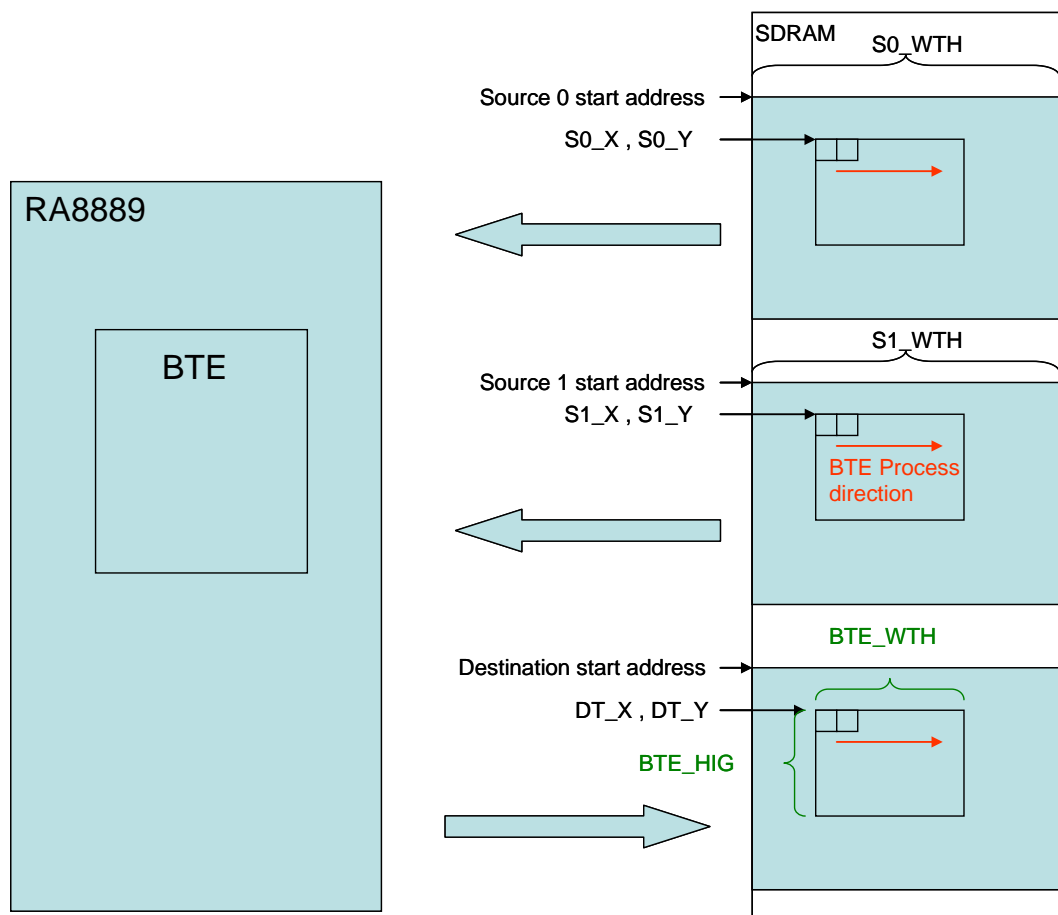 SDRAM
S0_WTH
Source 0 start address
S0_X , S0_Y
RA8889
BTE
S1_WTH
Source 1 start address
S1_X , S1_Y
BTE Process
direction
BTE_WTH
Destination start address
DT_X , DT_Y
BTE_HIG